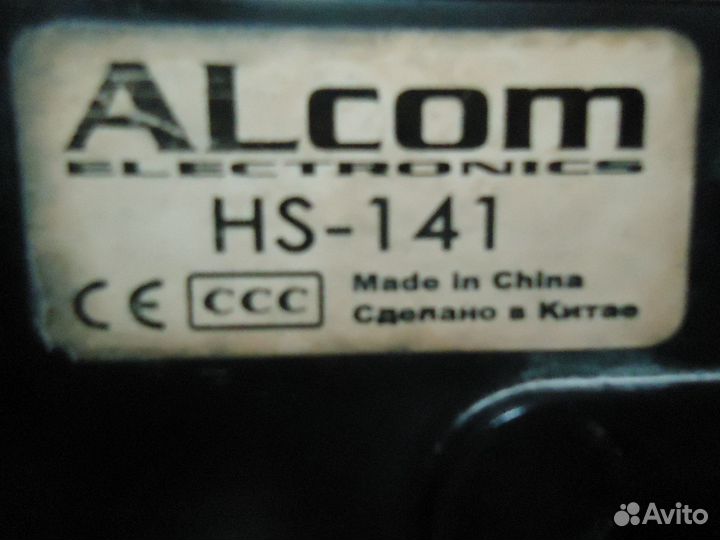 ALcom
ELECTRONICS
HS-141
CE CCC Made in China
Сделано в Китае
Avito